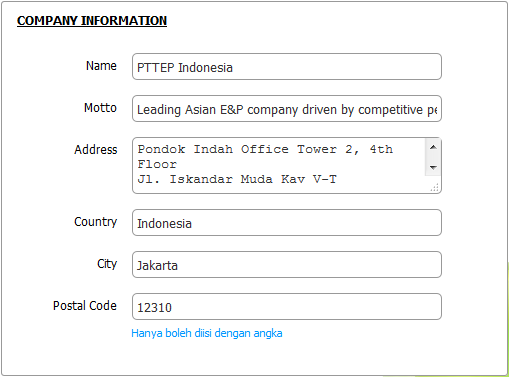 COMPANY INFORMATION
Name PTTEP Indonesia
Motto Leading Asian E&P company driven by competitive pe
Address Pondok Indah Office Tower 2, 4th
Floor
Jl. Iskandar Muda Kav V-T
Country Indonesia
City Jakarta
Postal Code 12310
Hanya boleh diisi dengan angka